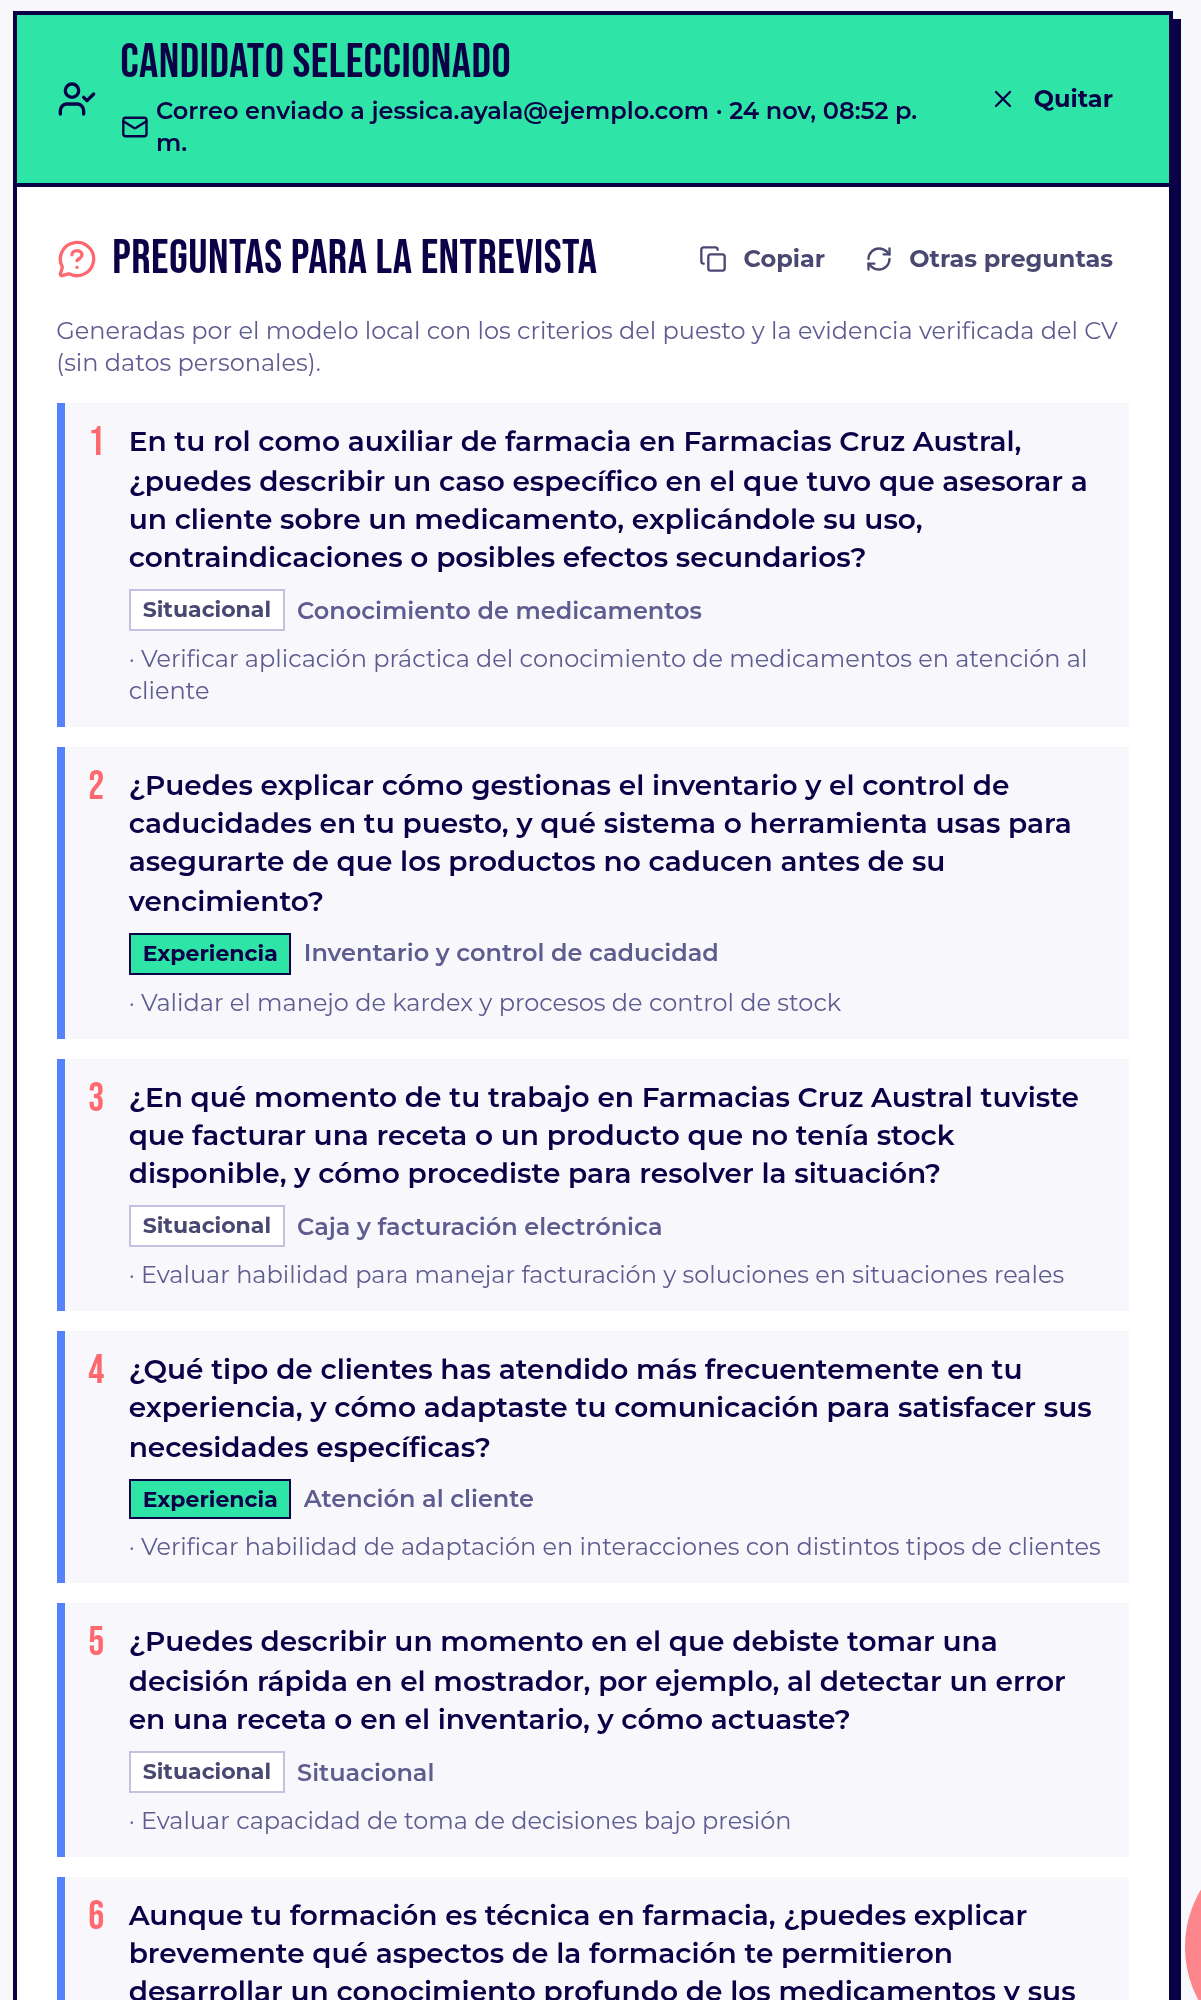 CANDIDATO SELECCIONADO
Correo enviado a jessica.ayala@ejemplo.com · 24 nov, 08:52 p.
m.
Quitar
PREGUNTAS PARA LA ENTREVISTA
Copiar
Otras preguntas
Generadas por el modelo local con los criterios del puesto y la evidencia verificada del CV
(sin datos personales).
1 En tu rol como auxiliar de farmacia en Farmacias Cruz Austral,
¿puedes describir un caso específico en el que tuvo que asesorar a
un cliente sobre un medicamento, explicándole su uso,
contraindicaciones o posibles efectos secundarios?
Situacional Conocimiento de medicamentos
· Verificar aplicación práctica del conocimiento de medicamentos en atención al
cliente
2 ¿Puedes explicar cómo gestionas el inventario y el control de
caducidades en tu puesto, y qué sistema o herramienta usas para
asegurarte de que los productos no caducen antes de su
vencimiento?
Experiencia Inventario y control de caducidad
· Validar el manejo de kardex y procesos de control de stock
3 ¿En qué momento de tu trabajo en Farmacias Cruz Austral tuviste
que facturar una receta o un producto que no tenía stock
disponible, y cómo procediste para resolver la situación?
Situacional Caja y facturación electrónica
· Evaluar habilidad para manejar facturación y soluciones en situaciones reales
4 ¿Qué tipo de clientes has atendido más frecuentemente en tu
experiencia, y cómo adaptaste tu comunicación para satisfacer sus
necesidades específicas?
Experiencia Atención al cliente
· Verificar habilidad de adaptación en interacciones con distintos tipos de clientes
5 ¿Puedes describir un momento en el que debiste tomar una
decisión rápida en el mostrador, por ejemplo, al detectar un error
en una receta o en el inventario, y cómo actuaste?
Situacional Situacional
· Evaluar capacidad de toma de decisiones bajo presión
6 Aunque tu formación es técnica en farmacia, ¿puedes explicar
brevemente qué aspectos de la formación te permitieron
desarrollar un conocimiento profundo de los medicamentos y sus